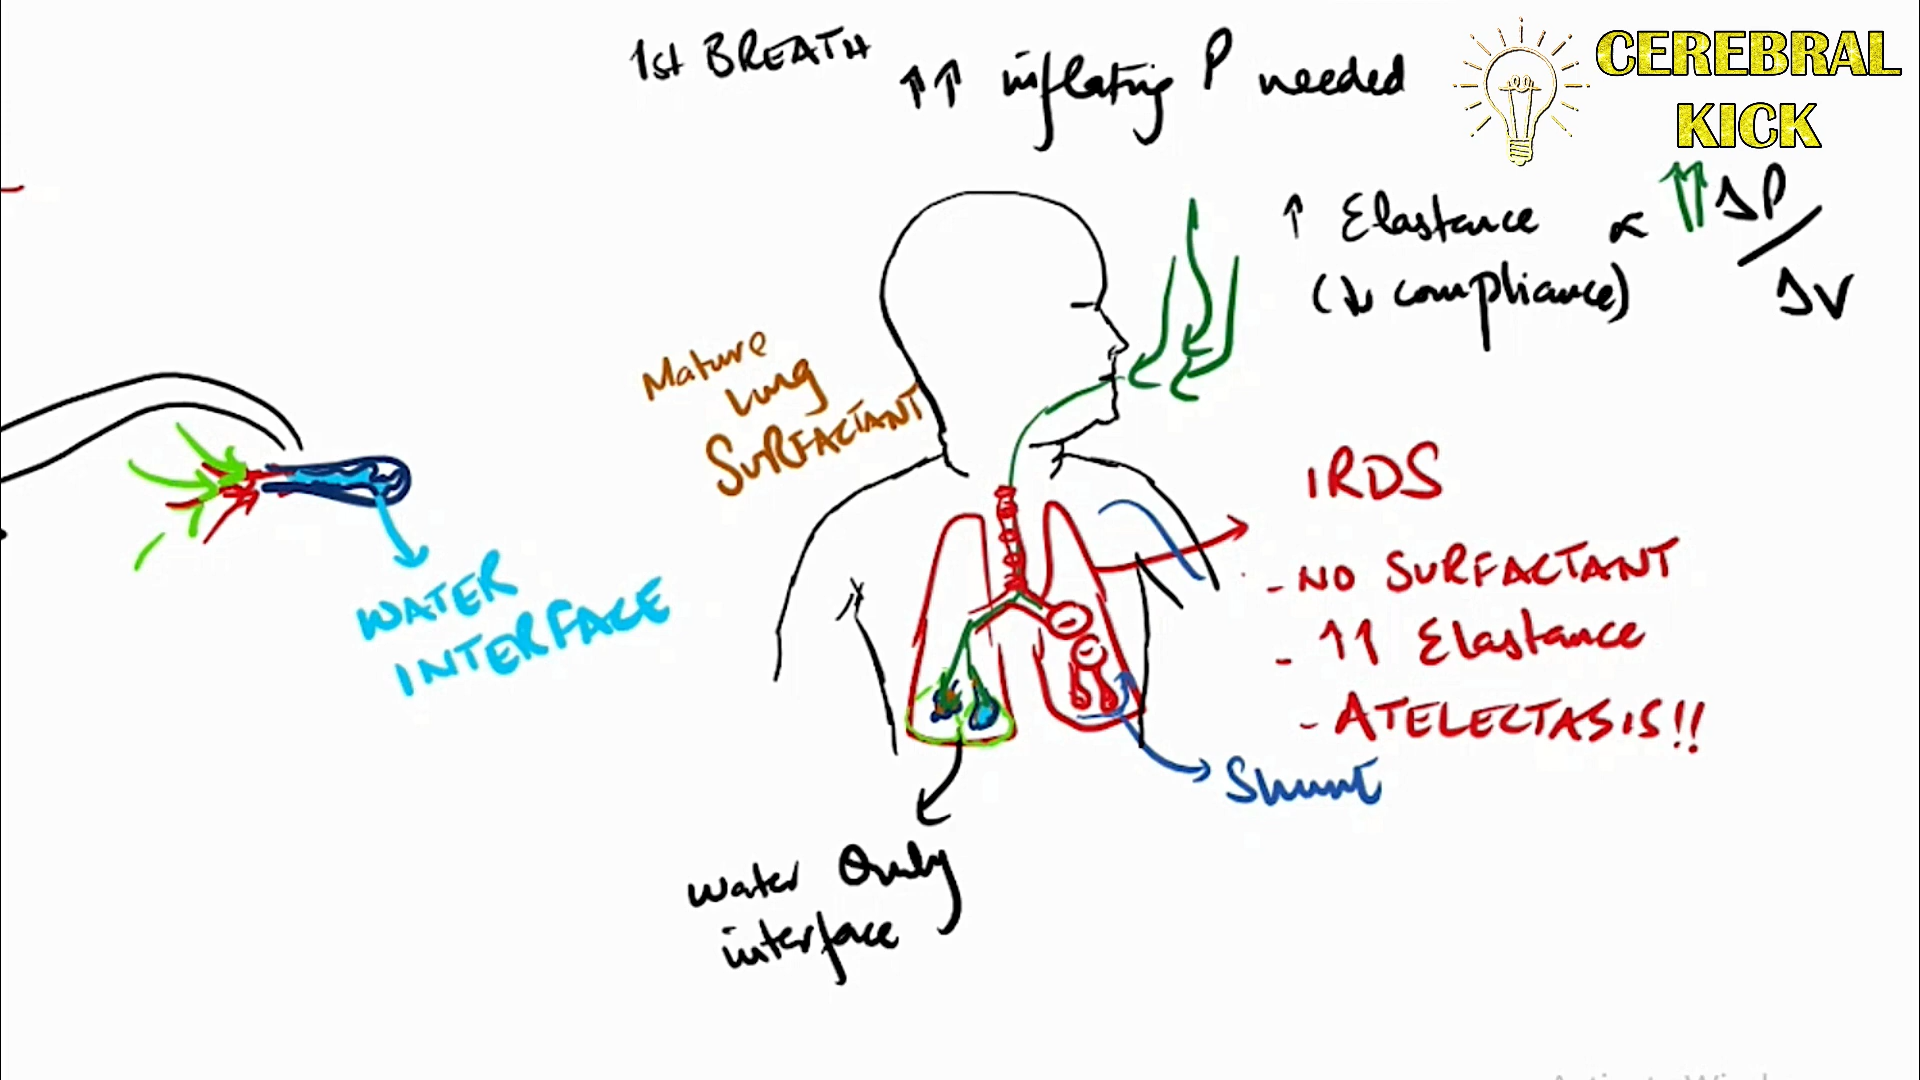 1st BREATH
↑↑ inflating P needed
CEREBRAL
KICK
↑ Elastance ∝ ↑↑ ΔP/ΔV
(↓ compliance)
Mature
lung
SURFACTANT
WATER
INTERFACE
IRDS
- NO SURFACTANT
- ↑↑ Elastance
- ATELECTASIS!!
Shunt
water Only
interface